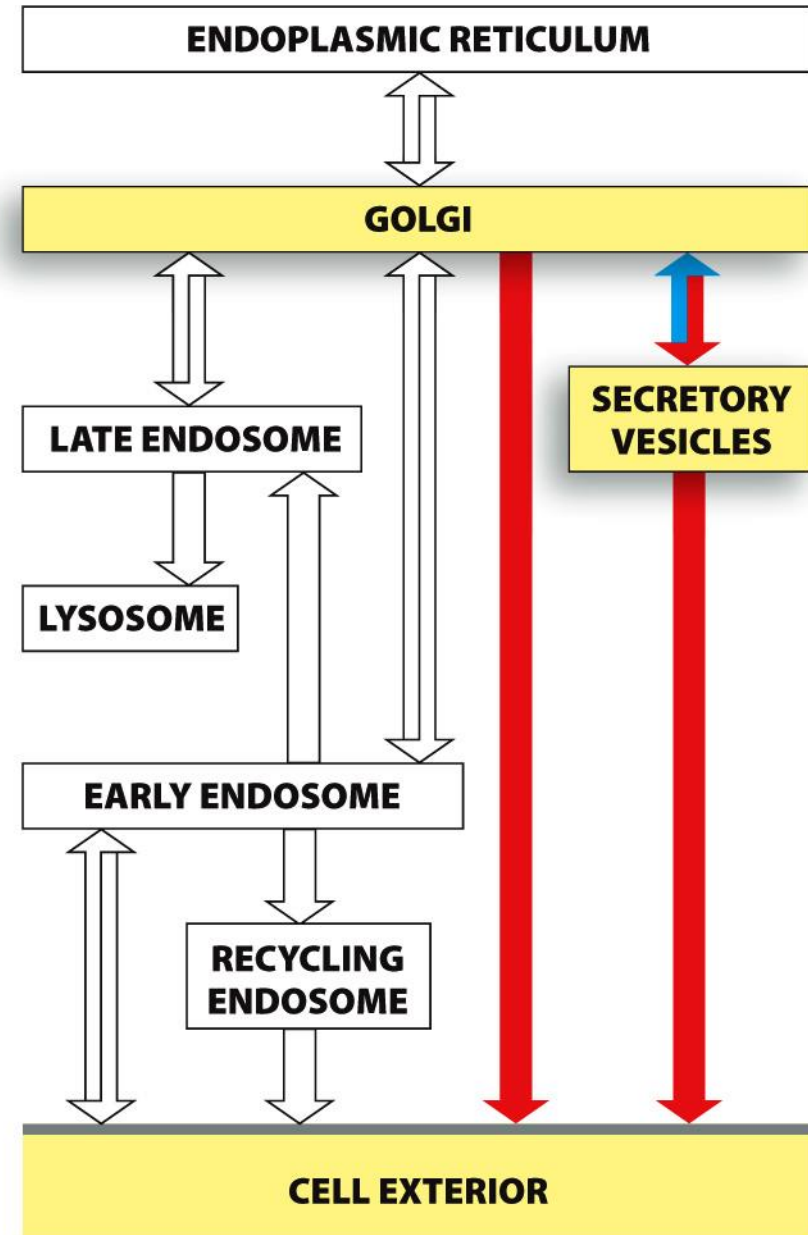 ENDOPLASMIC RETICULUM
GOLGI
SECRETORY
VESICLES
LATE ENDOSOME
LYSOSOME
EARLY ENDOSOME
RECYCLING
ENDOSOME
CELL EXTERIOR